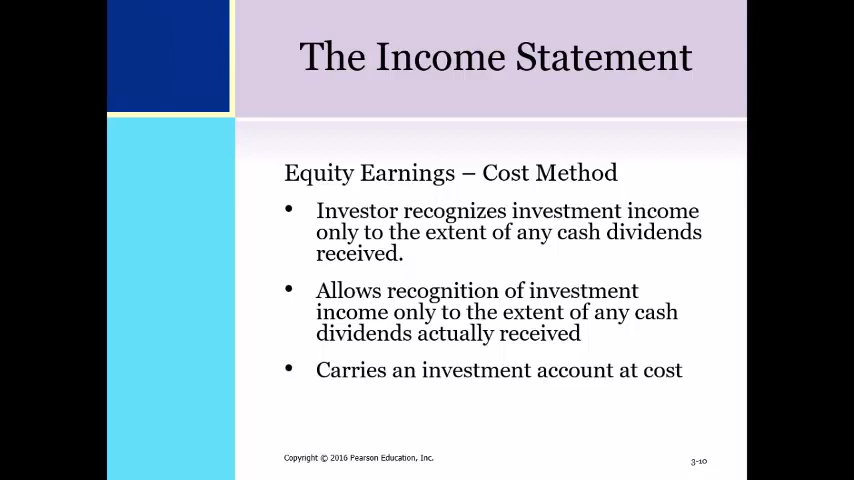 The Income Statement
Equity Earnings – Cost Method
• Investor recognizes investment income
only to the extent of any cash dividends
received.
• Allows recognition of investment
income only to the extent of any cash
dividends actually received
• Carries an investment account at cost
Copyright © 2016 Pearson Education, Inc.
3-10